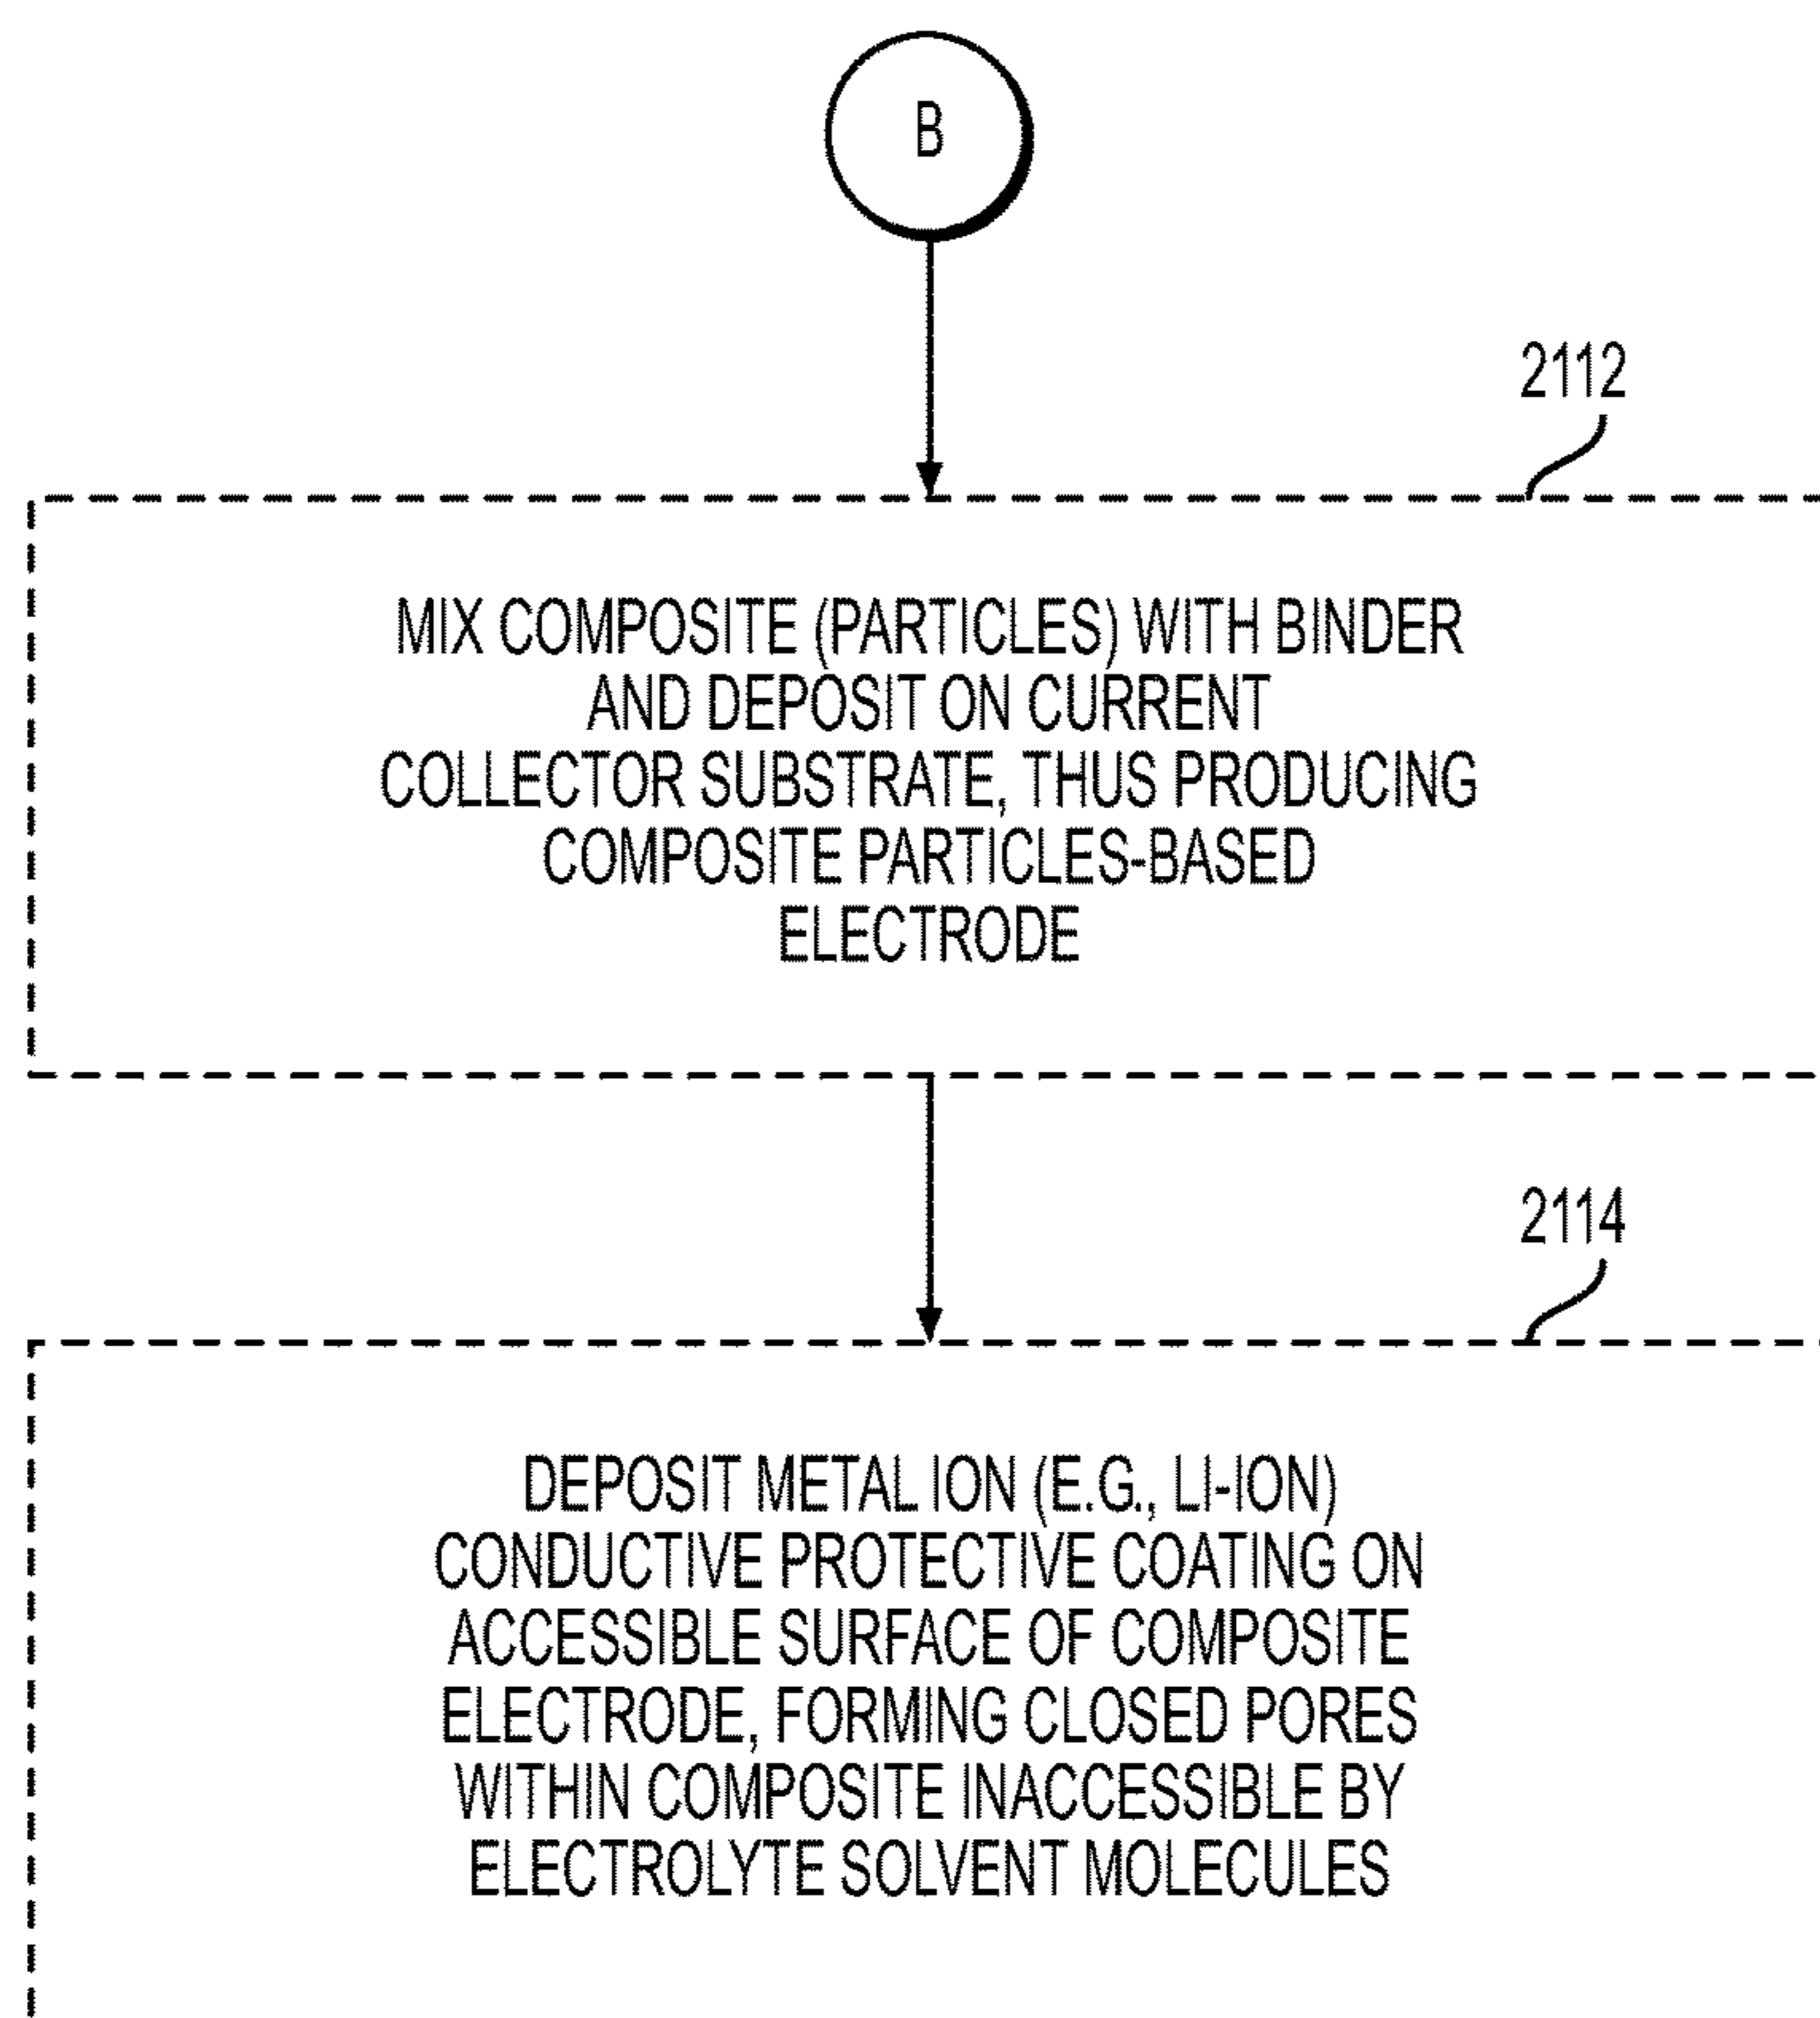 B
2112
MIX COMPOSITE (PARTICLES) WITH BINDER
AND DEPOSIT ON CURRENT
COLLECTOR SUBSTRATE, THUS PRODUCING
COMPOSITE PARTICLES-BASED
ELECTRODE
2114
DEPOSIT METAL ION (E.G., LI-ION)
CONDUCTIVE PROTECTIVE COATING ON
ACCESSIBLE SURFACE OF COMPOSITE
ELECTRODE, FORMING CLOSED PORES
WITHIN COMPOSITE INACCESSIBLE BY
ELECTROLYTE SOLVENT MOLECULES